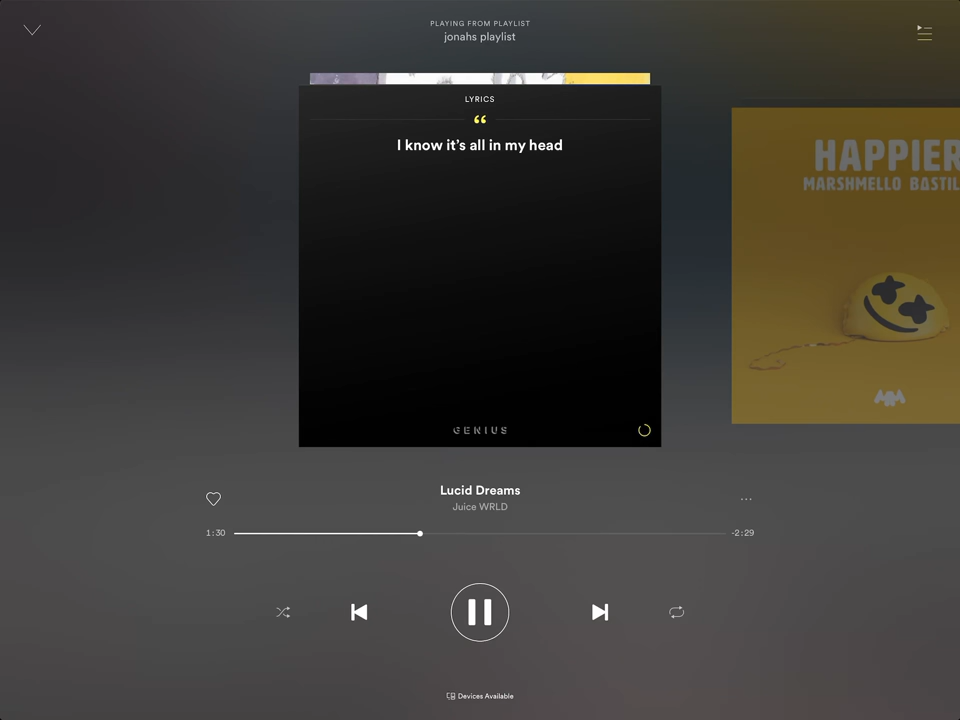 PLAYING FROM PLAYLIST
jonahs playlist
LYRICS
I know it's all in my head
HAPPIER
MARSHMELLO
GENIUS
Lucid Dreams
Juice WRLD
1:30
-2:29
Devices Available